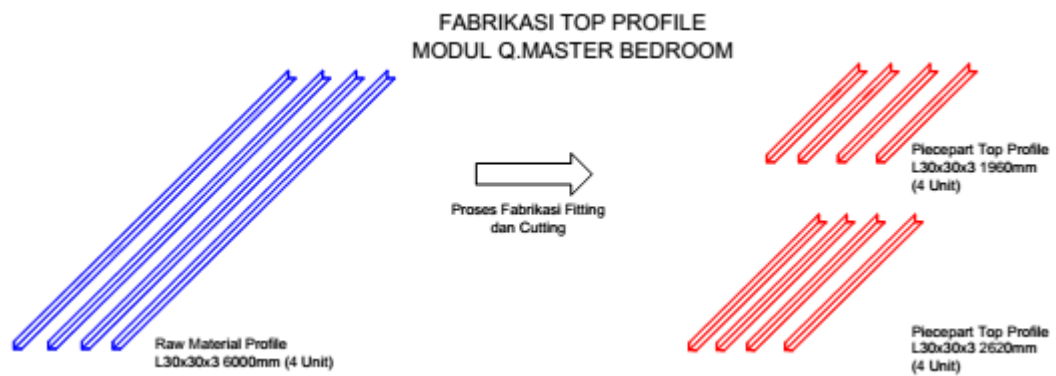 FABRIKASI TOP PROFILE
MODUL Q.MASTER BEDROOM
Piecepart Top Profile
L30x30x3 1960mm
(4 Unit)
Proses Fabrikasi Fitting
dan Cutting
Raw Material Profile
L30x30x3 6000mm (4 Unit)
Piecepart Top Profile
L30x30x3 2620mm
(4 Unit)